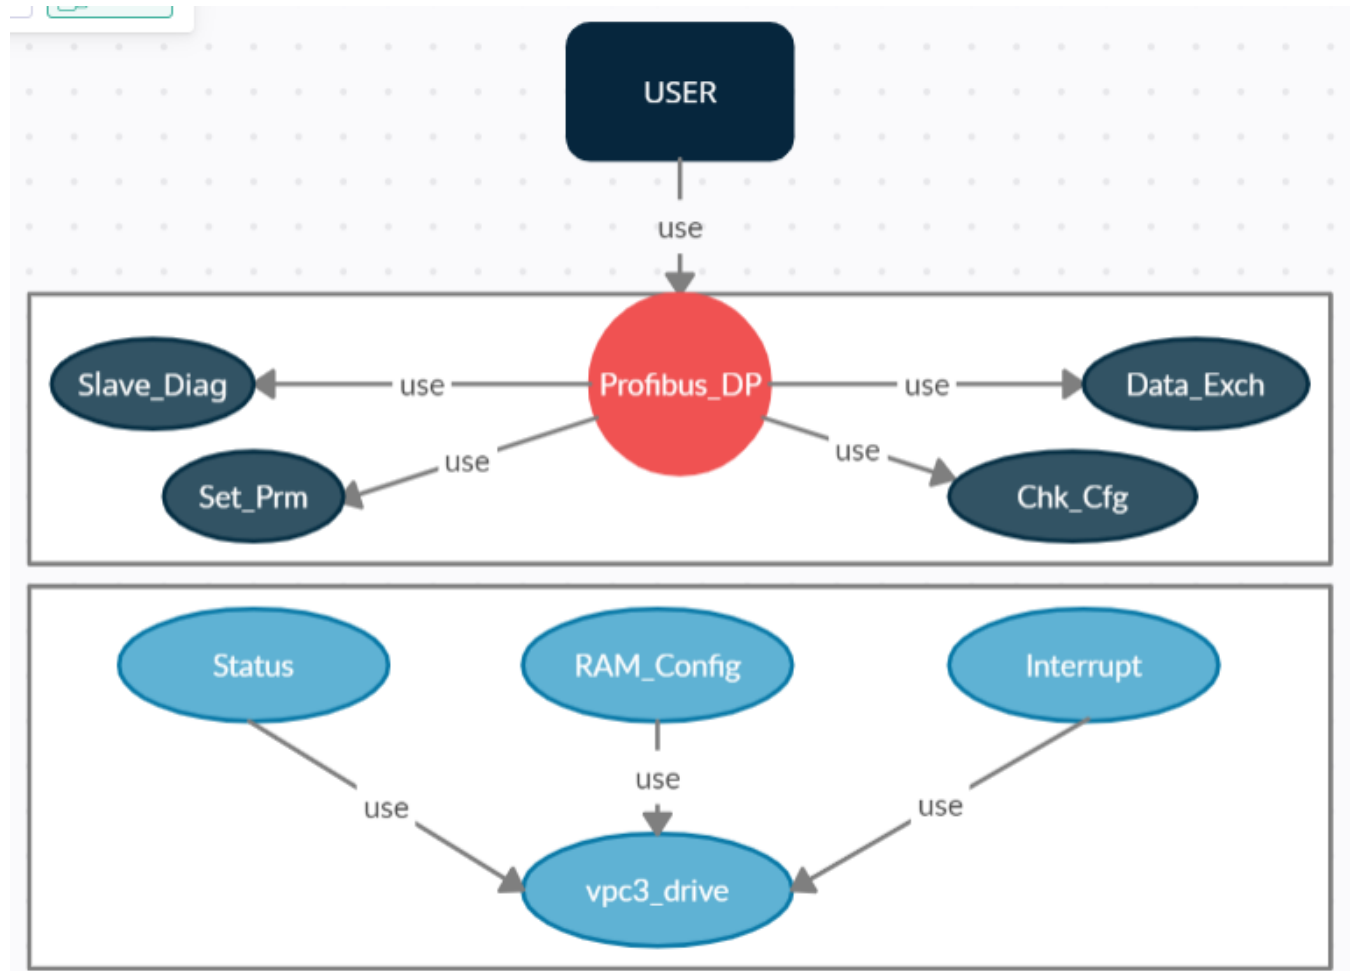 USER
use
Slave_Diag
use
Profibus_DP
use
Data_Exch
Set_Prm
use
use
Chk_Cfg
Status
RAM_Config
Interrupt
use
use
use
vpc3_drive